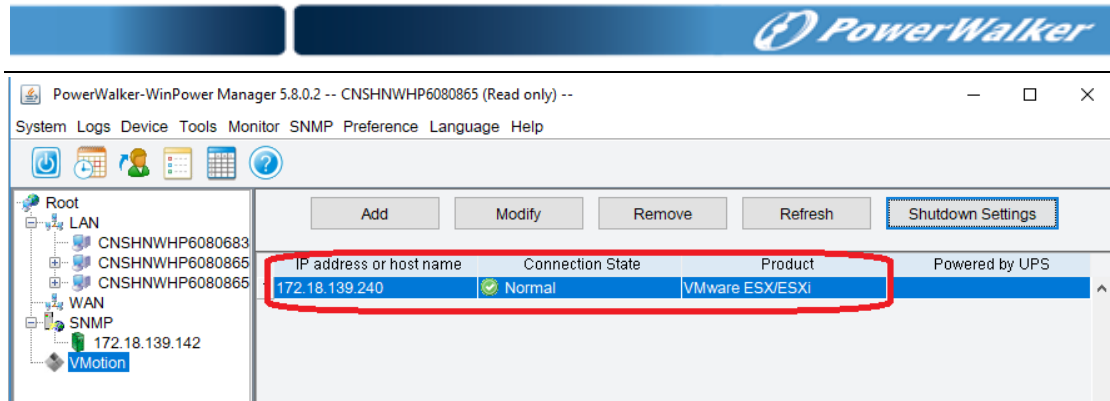 PowerWalker
PowerWalker-WinPower Manager 5.8.0.2 -- CNSHNWHP6080865 (Read only) --
System Logs Device Tools Monitor SNMP Preference Language Help
Root
LAN
CNSHNWHP6080683
CNSHNWHP6080865
CNSHNWHP6080865
WAN
SNMP
172.18.139.142
VMotion
Add Modify Remove Refresh Shutdown Settings
IP address or host name Connection State Product Powered by UPS
172.18.139.240 Normal VMware ESX/ESXi